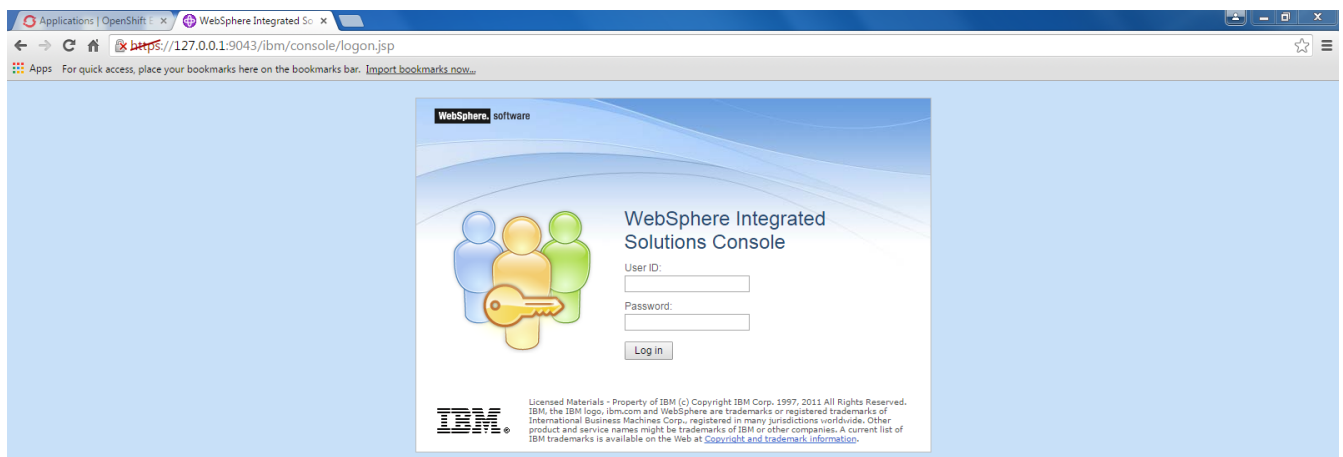 Applications | OpenShift E
WebSphere Integrated So
https://127.0.0.1:9043/ibm/console/logon.jsp
Apps For quick access, place your bookmarks here on the bookmarks bar. Import bookmarks now...
WebSphere. software
WebSphere Integrated
Solutions Console
User ID:
Password:
Log in
IBM
Licensed Materials - Property of IBM (c) Copyright IBM Corp. 1997, 2011 All Rights Reserved.
IBM, the IBM logo, ibm.com and WebSphere are trademarks or registered trademarks of
International Business Machines Corp., registered in many jurisdictions worldwide. Other
product and service names might be trademarks of IBM or other companies. A current list of
IBM trademarks is available on the Web at Copyright and trademark information.